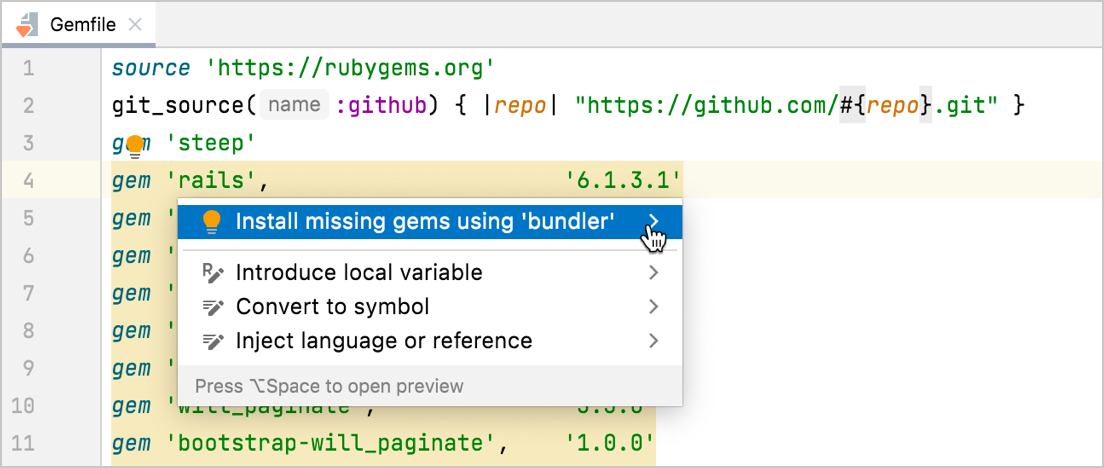 Gemfile
1 source 'https://rubygems.org'
2 git_source( name :github) { |repo| "https://github.com/#{repo}.git" }
3 gem 'steep'
4 gem 'rails', '6.1.3.1'
5 gem '
Install missing gems using 'bundler'
6 gem '
Introduce local variable
7 gem '
Convert to symbol
8 gem '
Inject language or reference
9 gem '
Press ⌥Space to open preview
10 gem 'will_paginate',
11 gem 'bootstrap-will_paginate', '1.0.0'